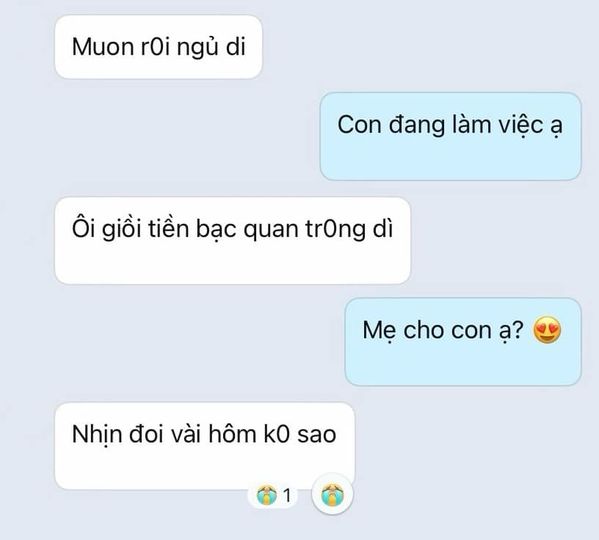 Muon r0i ngủ di
Con đang làm việc ạ
Ôi giồi tiền bạc quan tr0ng dì
Mẹ cho con ạ? 😍
Nhịn đoi vài hôm k0 sao
😭 1 😭